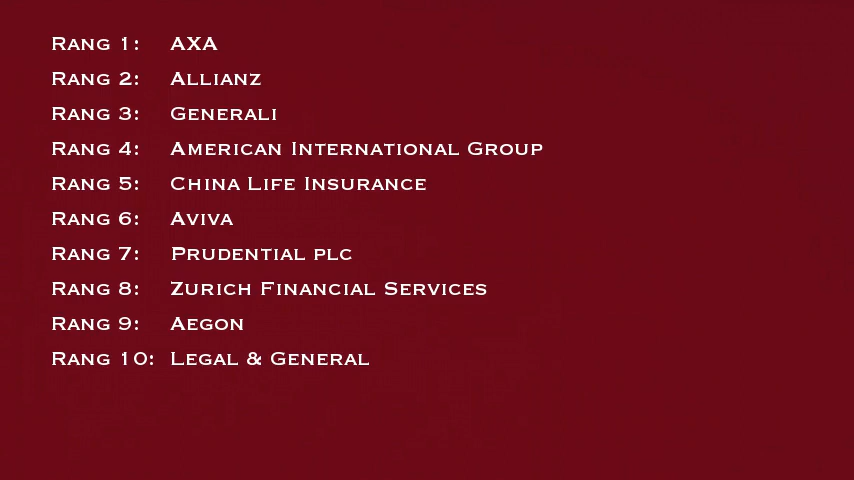 Rang 1: AXA
Rang 2: Allianz
Rang 3: Generali
Rang 4: American International Group
Rang 5: China Life Insurance
Rang 6: Aviva
Rang 7: Prudential plc
Rang 8: Zurich Financial Services
Rang 9: Aegon
Rang 10: Legal & General